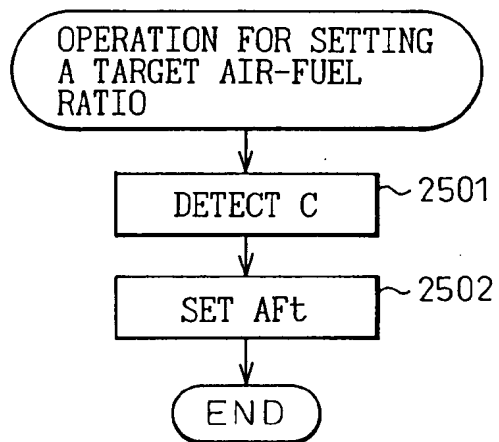 OPERATION FOR SETTING
A TARGET AIR-FUEL
RATIO
DETECT C
2501
SET AFt
2502
END